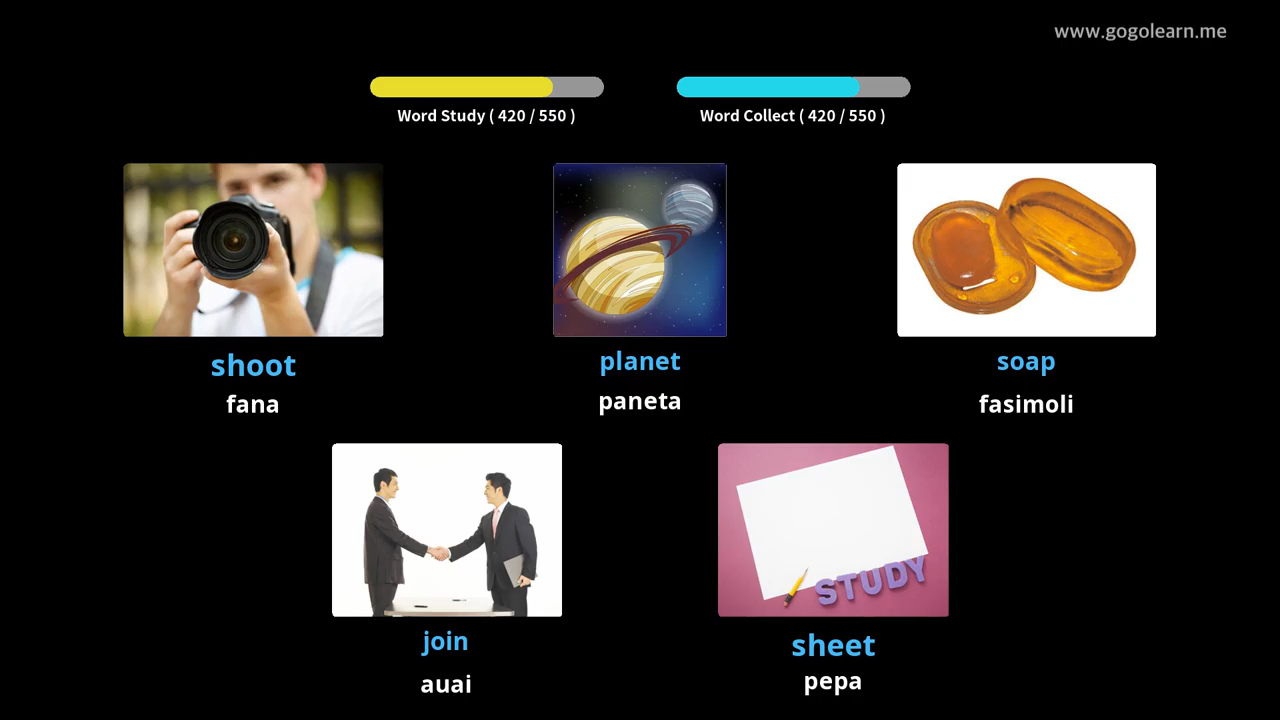 www.gogolearn.me
Word Study ( 420 / 550 )
Word Collect ( 420 / 550 )
shoot
fana
planet
paneta
soap
fasimoli
STUDY
join
auai
sheet
pepa